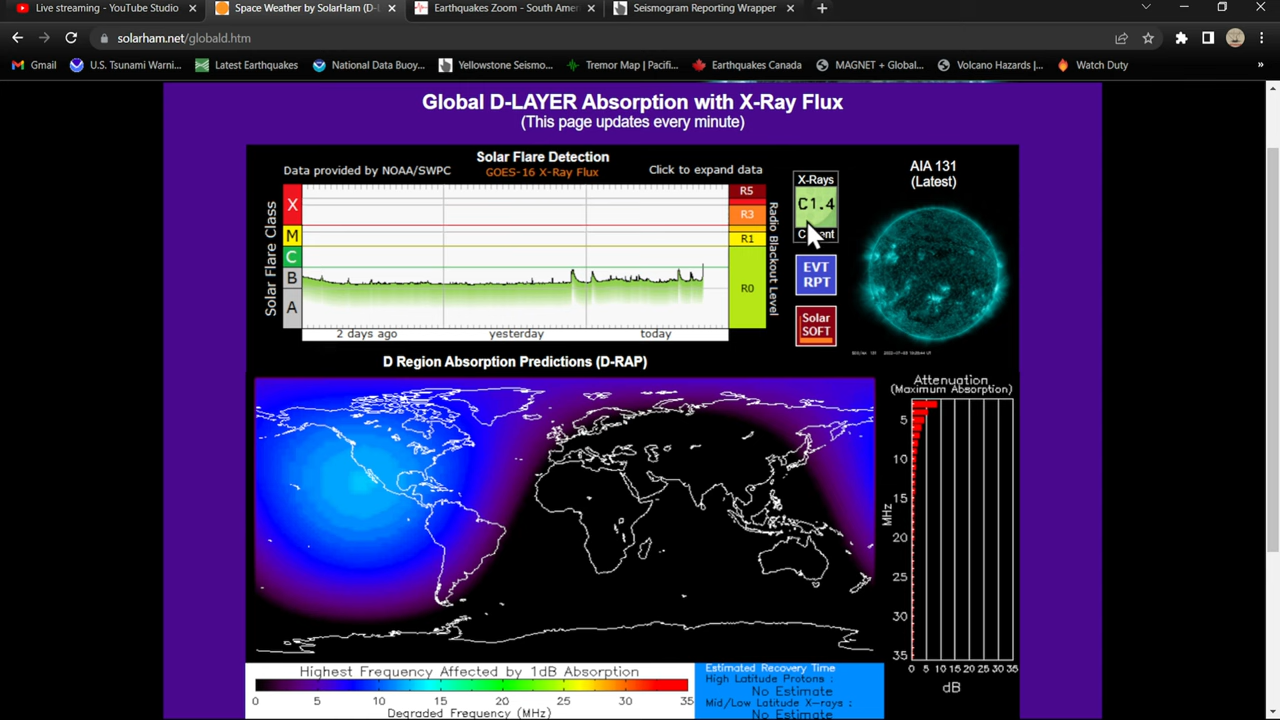 Live streaming - YouTube Studio
Space Weather by SolarHam (D-L
Earthquakes Zoom - South Amer
Seismogram Reporting Wrapper
solarham.net/globald.htm
Gmail
U.S. Tsunami Warni...
Latest Earthquakes
National Data Buoy...
Yellowstone Seismo...
Tremor Map | Pacifi...
Earthquakes Canada
MAGNET + Global...
Volcano Hazards |...
Watch Duty
»
Global D-LAYER Absorption with X-Ray Flux
(This page updates every minute)
Solar Flare Detection
Data provided by NOAA/SWPC
GOES-16 X-Ray Flux
Click to expand data
Solar Flare Class
X
M
C
B
A
R5
R3
R1
R0
Radio Blackout Level
2 days ago
yesterday
today
X-Rays
C1.4
EVT
RPT
Solar
SOFT
AIA 131
(Latest)
D Region Absorption Predictions (D-RAP)
Attenuation
(Maximum Absorption)
MHz
5
10
15
20
25
30
35
0 5 10 15 20 25 30 35
dB
Highest Frequency Affected by 1dB Absorption
0 5 10 15 20 25 30 35
Degraded Frequency (MHz)
Estimated Recovery Time
High Latitude Protons :
No Estimate
Mid/Low Latitude X-rays :
No Estimate